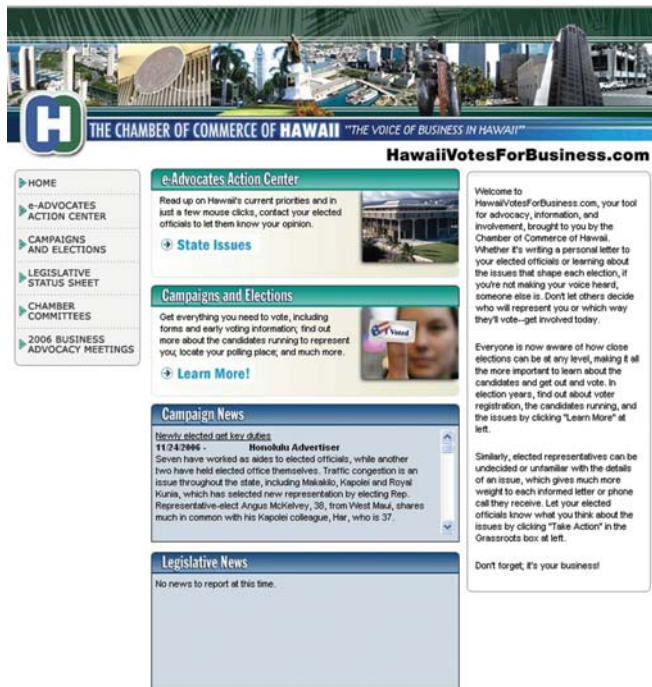 THE CHAMBER OF COMMERCE OF HAWAII "THE VOICE OF BUSINESS IN HAWAII"
HawaiiVotesForBusiness.com
HOME
e-ADVOCATES
ACTION CENTER
CAMPAIGNS
AND ELECTIONS
LEGISLATIVE
STATUS SHEET
CHAMBER
COMMITTEES
2006 BUSINESS
ADVOCACY MEETINGS
e-Advocates Action Center
Read up on Hawaii's current priorities and in
just a few mouse clicks, contact your elected
officials to let them know your opinion.
State Issues
Campaigns and Elections
Get everything you need to vote, including
forms and early voting information; find out
more about the candidates running to represent
you; locate your polling place; and much more.
I Voted
Learn More!
Campaign News
Newly elected get key duties
11/24/2006 - Honolulu Advertiser
Seven have worked as aides to elected officials, while another
two have held elected office themselves. Traffic congestion is an
issue throughout the state, including Makakilo, Kapolei and Royal
Kunia, which has selected new representation by electing Rep.
Representative-elect Angus McKelvey, 38, from West Maui, shares
much in common with his Kapolei colleague, Har, who is 37.
Legislative News
No news to report at this time.
Welcome to
HawaiiVotesForBusiness.com, your tool
for advocacy, information, and
involvement, brought to you by the
Chamber of Commerce of Hawaii.
Whether it's writing a personal letter to
your elected officials or learning about
the issues that shape each election, if
you're not making your voice heard,
someone else is. Don't let others decide
who will represent you or which way
they'll vote--get involved today.
Everyone is now aware of how close
elections can be at any level, making it all
the more important to learn about the
candidates and get out and vote. In
election years, find out about voter
registration, the candidates running, and
the issues by clicking "Learn More" at
left.
Similarly, elected representatives can be
undecided or unfamiliar with the details
of an issue, which gives much more
weight to each informed letter or phone
call they receive. Let your elected
officials know what you think about the
issues by clicking "Take Action" in the
Grassroots box at left.
Don't forget; it's your business!